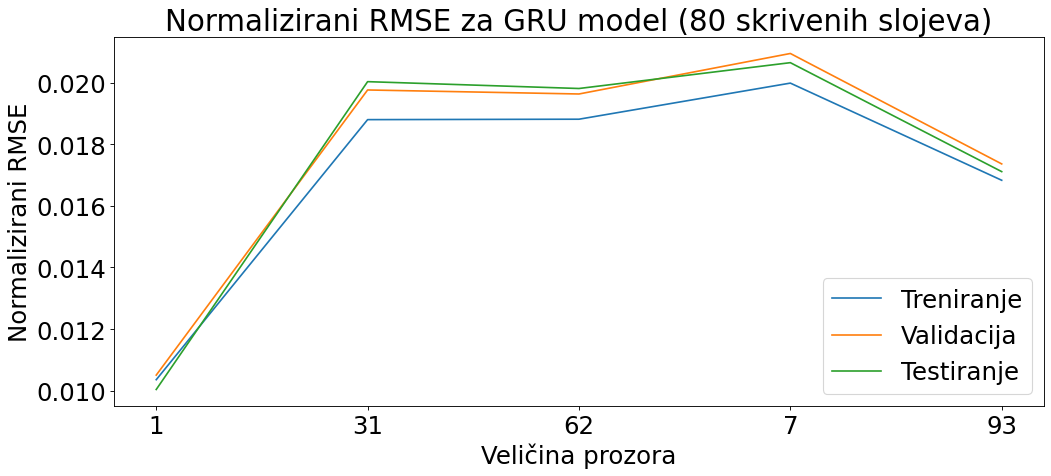 Normalizirani RMSE za GRU model (80 skrivenih slojeva)
Normalizirani RMSE
0.020
0.018
0.016
0.014
0.012
0.010
1 31 62 7 93
Veličina prozora
Treniranje
Validacija
Testiranje